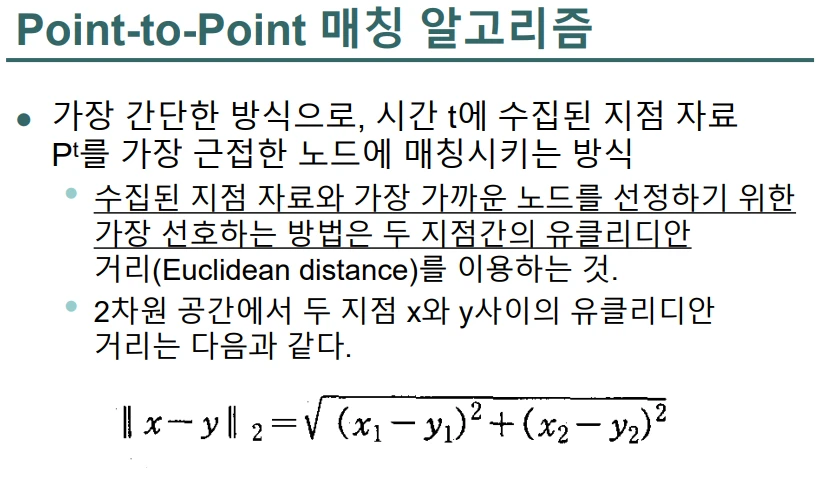 Point-to-Point 매칭 알고리즘
● 가장 간단한 방식으로, 시간 t에 수집된 지점 자료
Pᵗ를 가장 근접한 노드에 매칭시키는 방식
● 수집된 지점 자료와 가장 가까운 노드를 선정하기 위한
가장 선호하는 방법은 두 지점간의 유클리디안
거리(Euclidean distance)를 이용하는 것.
● 2차원 공간에서 두 지점 x와 y사이의 유클리디안
거리는 다음과 같다.
‖x−y‖₂=√(x₁−y₁)²+(x₂−y₂)²